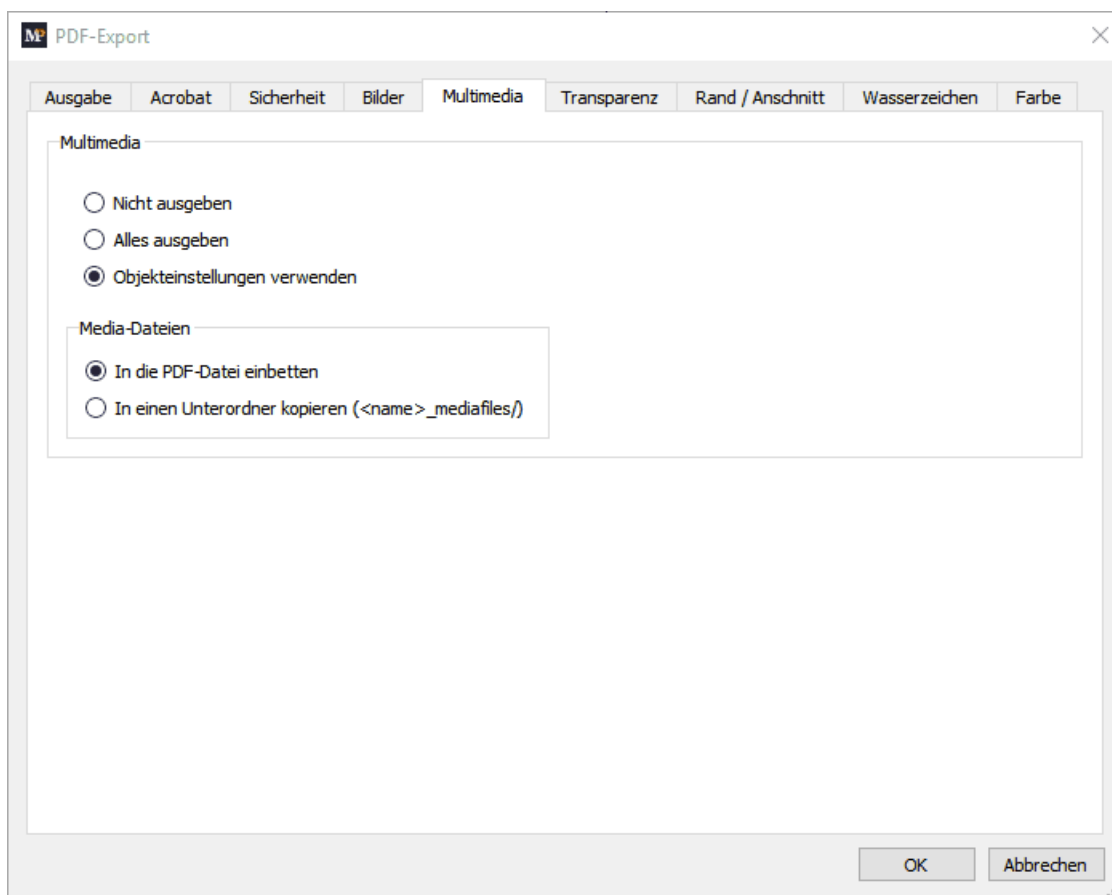 MP PDF-Export
Ausgabe Acrobat Sicherheit Bilder Multimedia Transparenz Rand / Anschnitt Wasserzeichen Farbe
Multimedia
Nicht ausgeben
Alles ausgeben
Objekteinstellungen verwenden
Media-Dateien
In die PDF-Datei einbetten
In einen Unterordner kopieren (<name>_mediafiles/)
OK Abbrechen